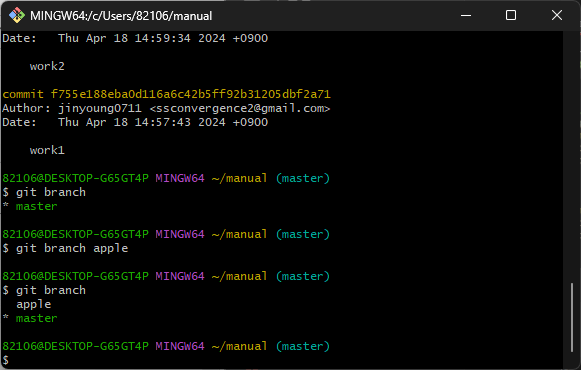 MINGW64:/c/Users/82106/manual
Date:   Thu Apr 18 14:59:34 2024 +0900
    work2
commit f755e188eba0d116a6c42b5ff92b31205dbf2a71
Author: jinyoung0711 <ssconvergence2@gmail.com>
Date:   Thu Apr 18 14:57:43 2024 +0900
    work1
82106@DESKTOP-G65GT4P MINGW64 ~/manual (master)
$ git branch
* master
82106@DESKTOP-G65GT4P MINGW64 ~/manual (master)
$ git branch apple
82106@DESKTOP-G65GT4P MINGW64 ~/manual (master)
$ git branch
  apple
* master
82106@DESKTOP-G65GT4P MINGW64 ~/manual (master)
$